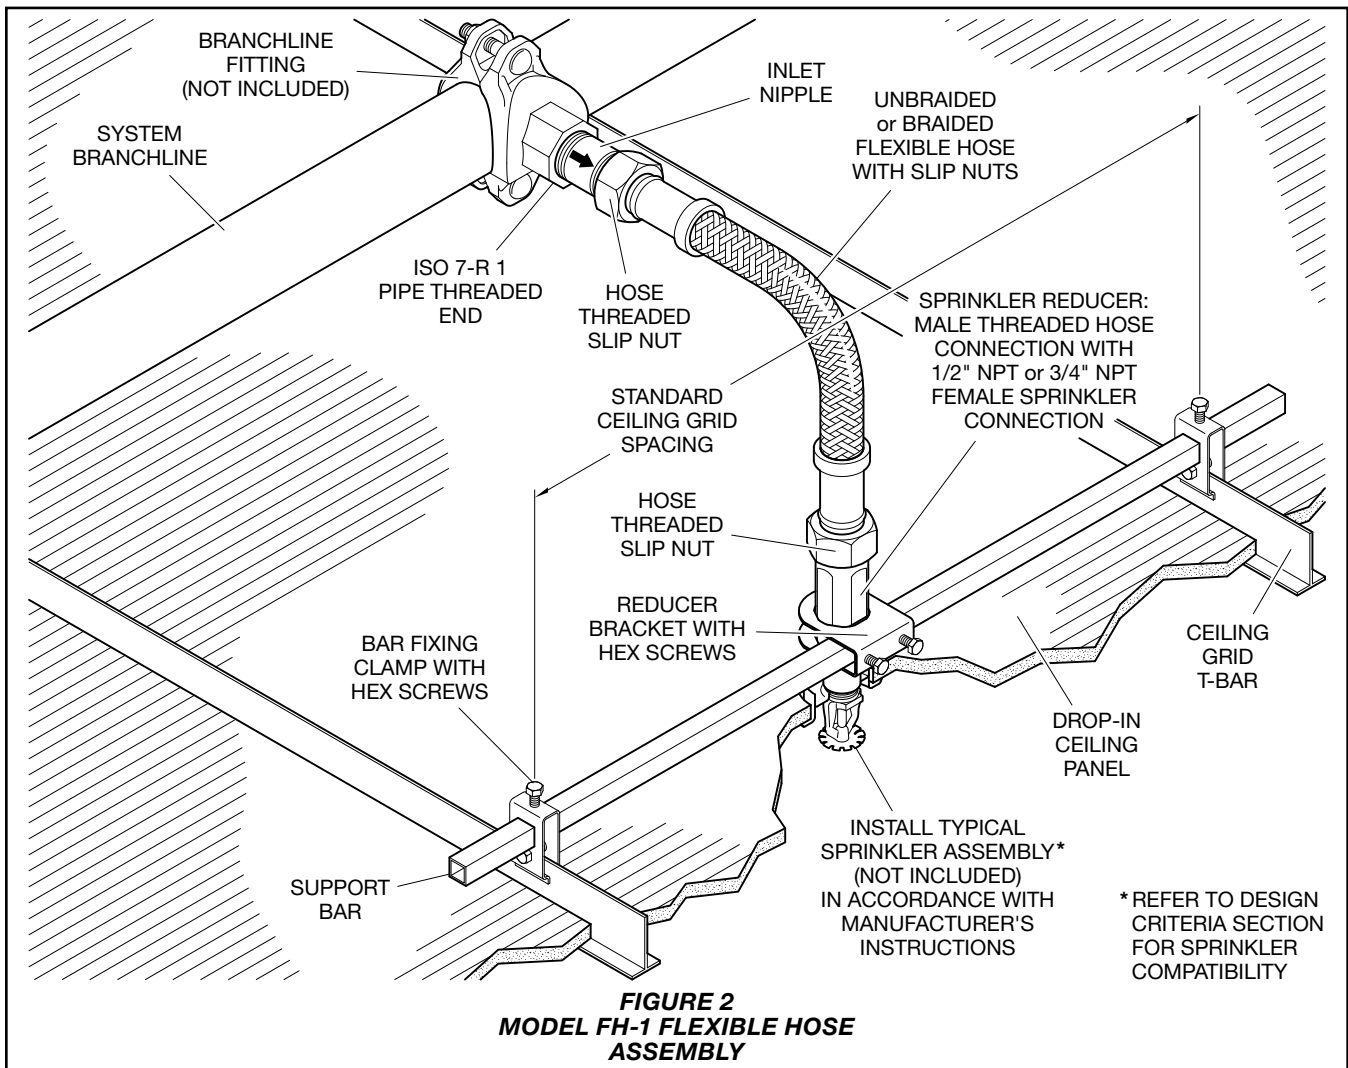 BRANCHLINE
FITTING
(NOT INCLUDED)
INLET
NIPPLE
UNBRAIDED
or BRAIDED
FLEXIBLE HOSE
WITH SLIP NUTS
SYSTEM
BRANCHLINE
ISO 7-R 1
PIPE THREADED
END
HOSE
THREADED
SLIP NUT
SPRINKLER REDUCER:
MALE THREADED HOSE
CONNECTION WITH
1/2" NPT or 3/4" NPT
FEMALE SPRINKLER
CONNECTION
STANDARD
CEILING GRID
SPACING
HOSE
THREADED
SLIP NUT
REDUCER
BRACKET WITH
HEX SCREWS
BAR FIXING
CLAMP WITH
HEX SCREWS
CEILING
GRID
T-BAR
DROP-IN
CEILING
PANEL
SUPPORT
BAR
INSTALL TYPICAL
SPRINKLER ASSEMBLY*
(NOT INCLUDED)
IN ACCORDANCE WITH
MANUFACTURER'S
INSTRUCTIONS
* REFER TO DESIGN
CRITERIA SECTION
FOR SPRINKLER
COMPATIBILITY
FIGURE 2
MODEL FH-1 FLEXIBLE HOSE
ASSEMBLY